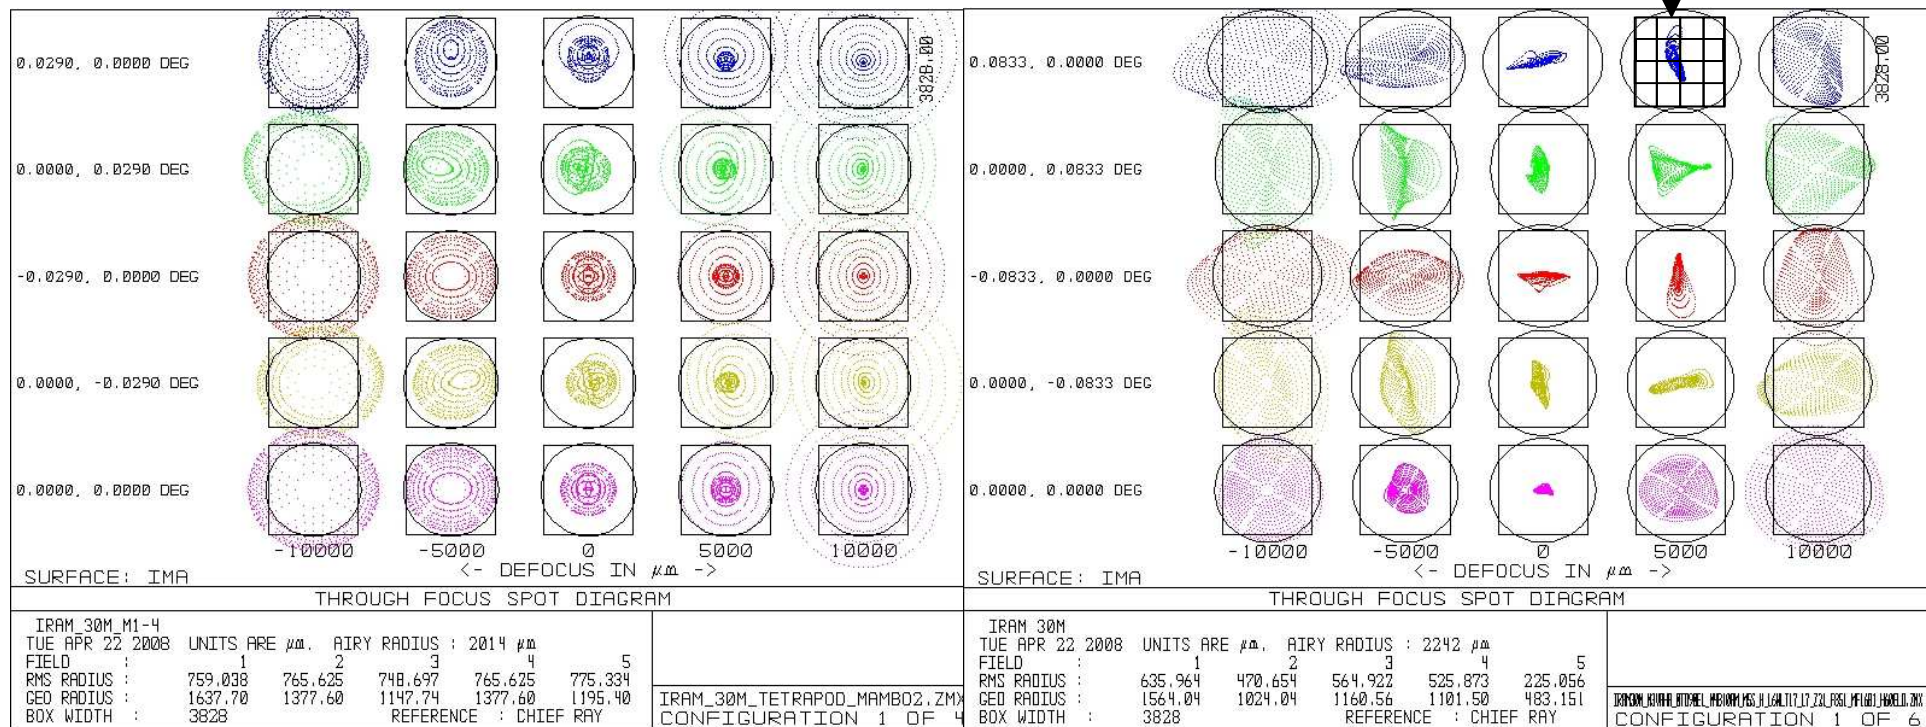 0.0290, 0.0000 DEG
3828.00
0.0000, 0.0290 DEG
-0.0290, 0.0000 DEG
0.0000, -0.0290 DEG
0.0000, 0.0000 DEG
-10000 -5000 0 5000 10000
<- DEFOCUS IN µm ->
SURFACE: IMA
THROUGH FOCUS SPOT DIAGRAM
IRAM_30M_M1-4
TUE APR 22 2008 UNITS ARE µm. AIRY RADIUS : 2014 µm
FIELD : 1 2 3 4 5
RMS RADIUS : 759.038 765.625 748.697 765.625 775.334
GEO RADIUS : 1637.70 1377.60 1147.74 1377.60 1195.40
BOX WIDTH : 3828 REFERENCE : CHIEF RAY
IRAM_30M_TETRAPOD_MAMBO2.ZMX
CONFIGURATION 1 OF 4
0.0833, 0.0000 DEG
3828.00
0.0000, 0.0833 DEG
-0.0833, 0.0000 DEG
0.0000, -0.0833 DEG
0.0000, 0.0000 DEG
-10000 -5000 0 5000 10000
<- DEFOCUS IN µm ->
SURFACE: IMA
THROUGH FOCUS SPOT DIAGRAM
IRAM 30M
TUE APR 22 2008 UNITS ARE µm. AIRY RADIUS : 2242 µm
FIELD : 1 2 3 4 5
RMS RADIUS : 635.964 470.654 564.922 525.873 225.056
GEO RADIUS : 1564.04 1024.04 1160.56 1101.50 483.151
BOX WIDTH : 3828 REFERENCE : CHIEF RAY
CONFIGURATION 1 OF 6